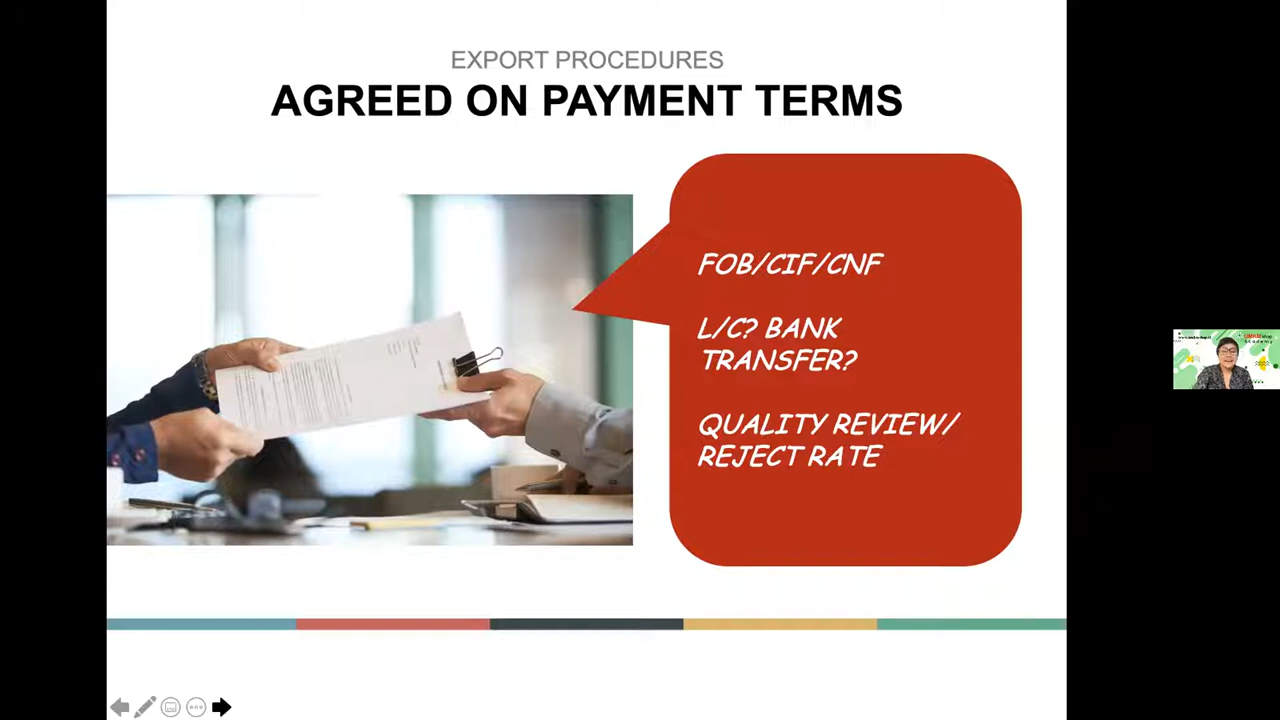 EXPORT PROCEDURES
AGREED ON PAYMENT TERMS
FOB/CIF/CNF
L/C? BANK
TRANSFER?
QUALITY REVIEW/
REJECT RATE